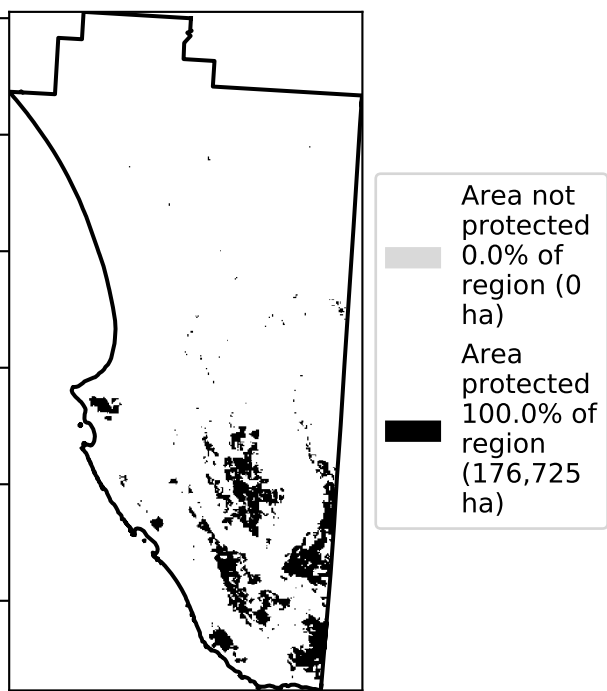 Area not
protected
0.0% of
region (0
ha)
Area
protected
100.0% of
region
(176,725
ha)